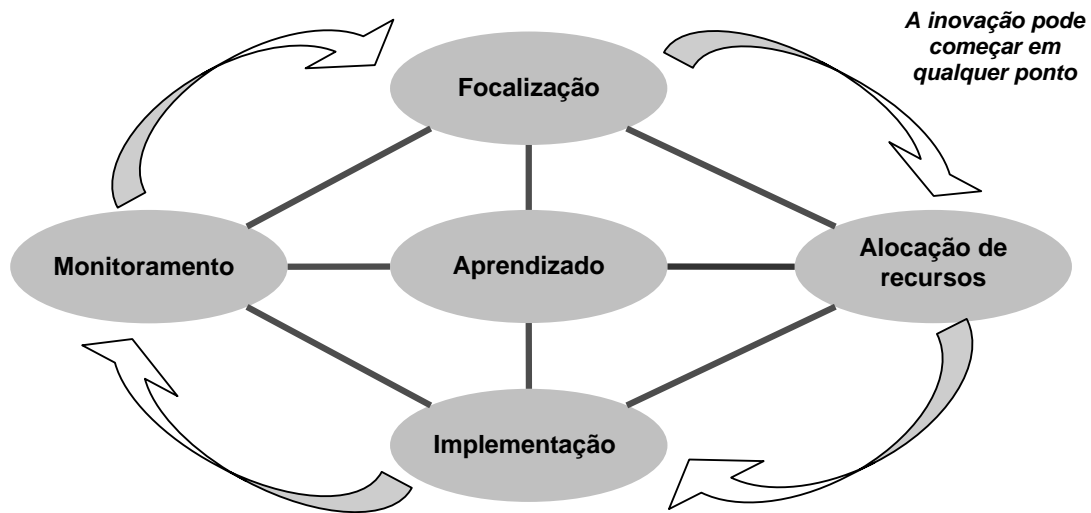 A inovação pode
começar em
qualquer ponto
Focalização
Monitoramento
Aprendizado
Alocação de
recursos
Implementação